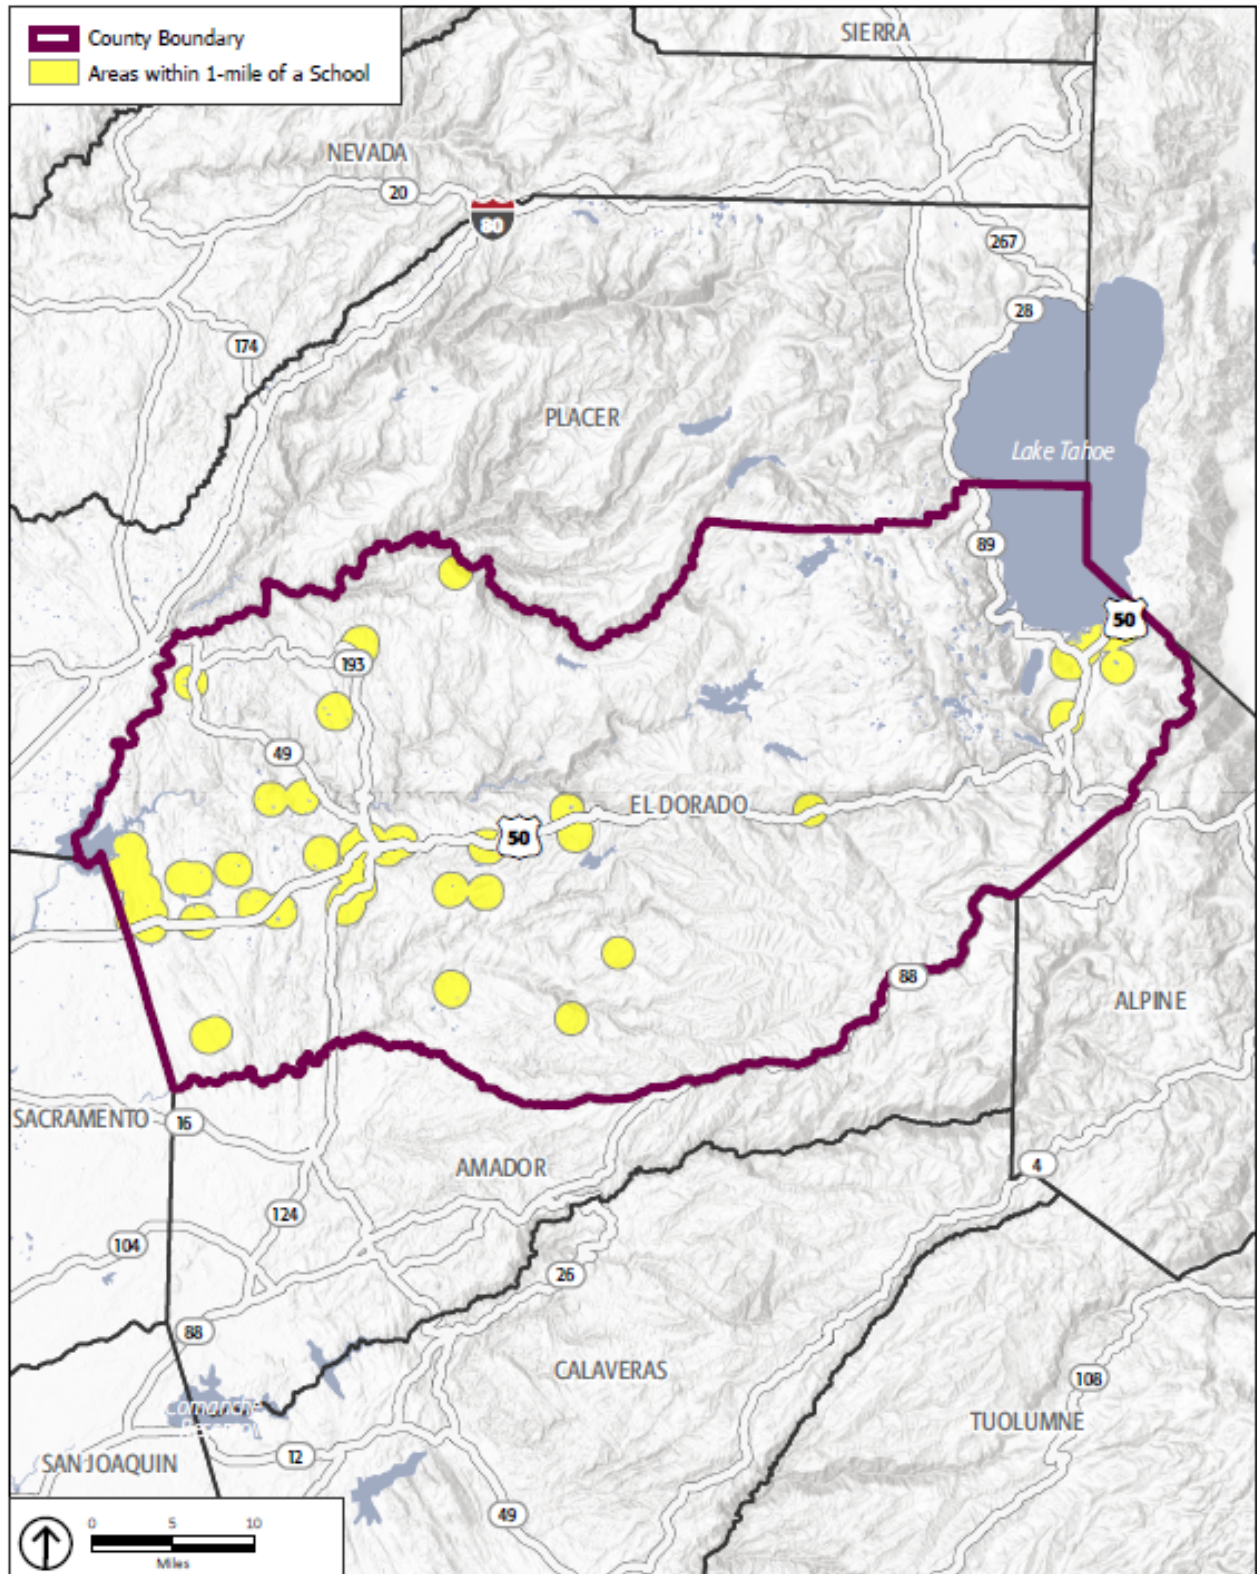 County Boundary
Areas within 1-mile of a School
SIERRA
NEVADA
20
80
267
28
174
PLACER
Lake Tahoe
89
50
193
49
EL DORADO
50
88
ALPINE
SACRAMENTO
16
AMADOR
4
124
104
26
88
CALAVERAS
108
Comanche
TUOLUMNE
SAN JOAQUIN
12
49
0 5 10
Miles